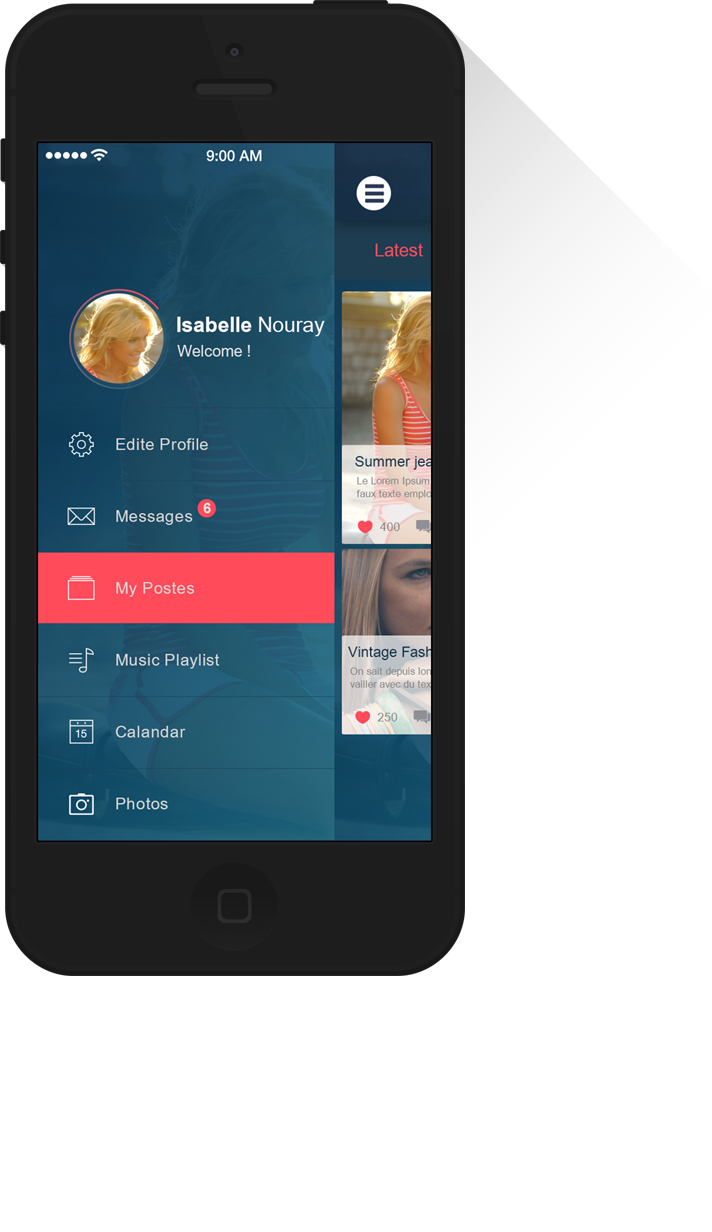 9:00 AM
Latest
Isabelle Nouray
Welcome !
Edite Profile
Messages 6
My Postes
Music Playlist
15
Calandar
Photos
Summer jea
Le Lorem Ipsum
faux texte emplo
400
Vintage Fash
On sait depuis lon
vailler avec du tex
250